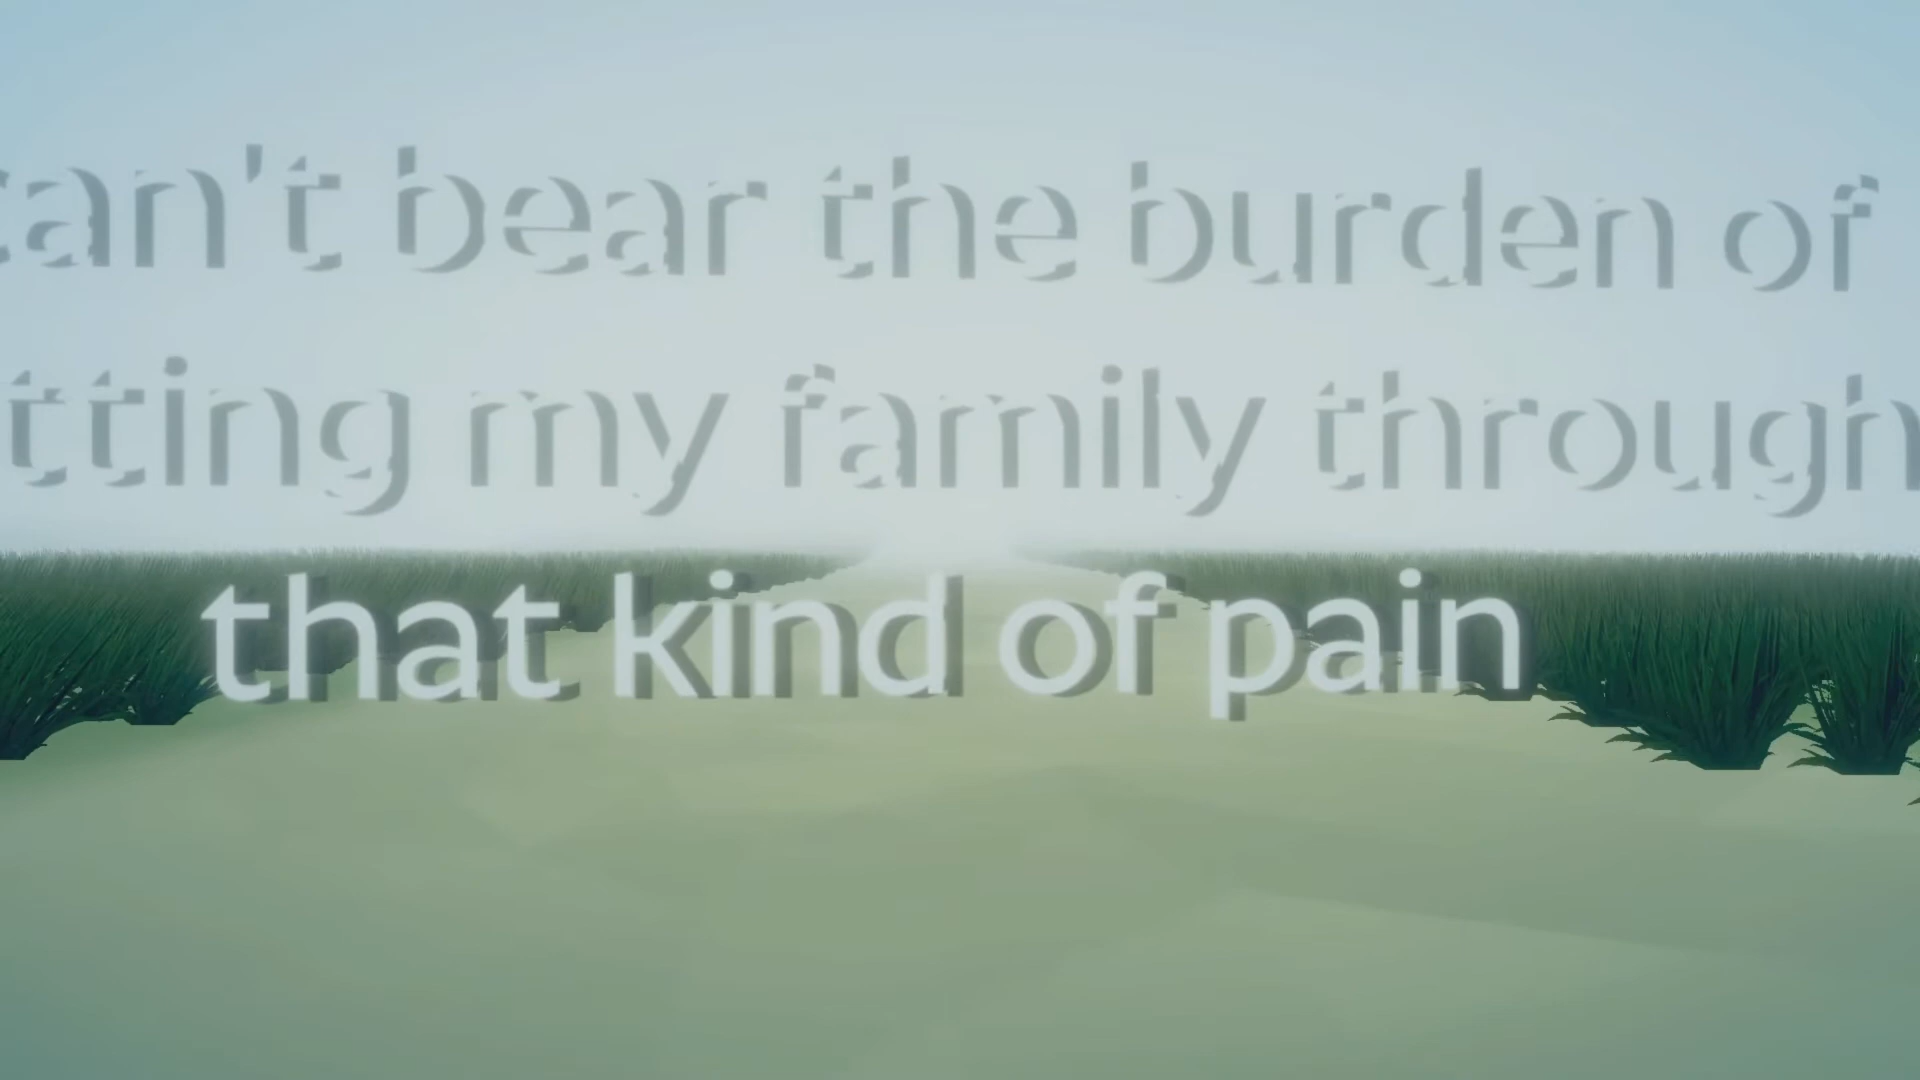 can't bear the burden of
tting my family through
that kind of pain